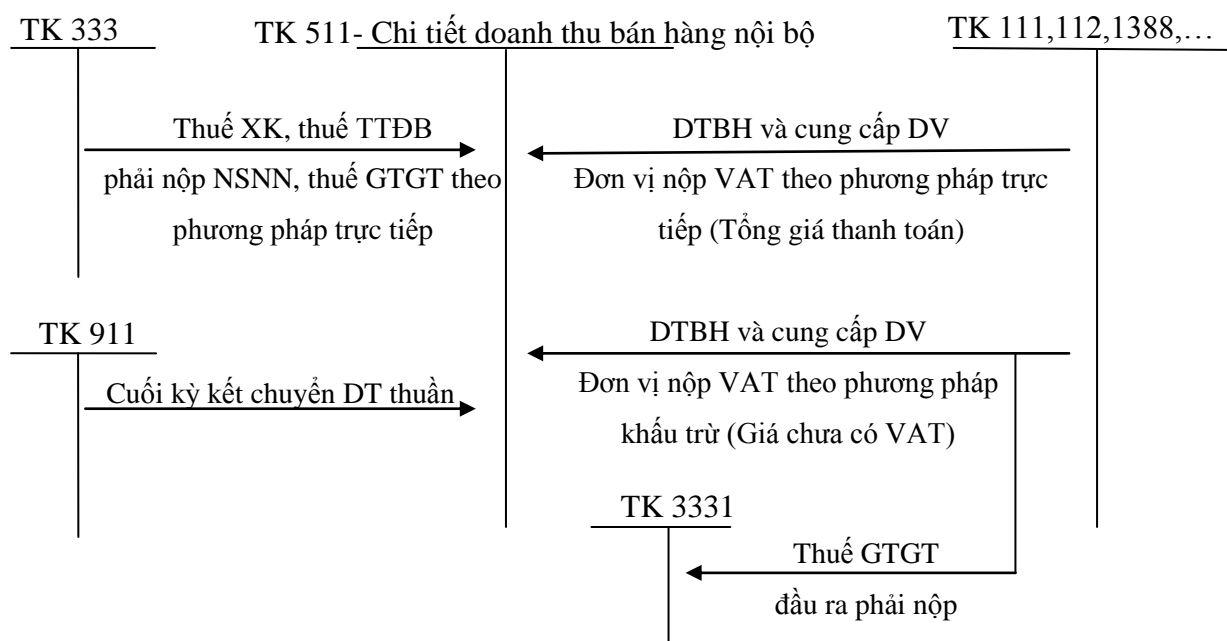 TK 333
TK 511- Chi tiết doanh thu bán hàng nội bộ
TK 111,112,1388,…
Thuế XK, thuế TTĐB
phải nộp NSNN, thuế GTGT theo
phương pháp trực tiếp
DTBH và cung cấp DV
Đơn vị nộp VAT theo phương pháp trực
tiếp (Tổng giá thanh toán)
TK 911
Cuối kỳ kết chuyển DT thuần
DTBH và cung cấp DV
Đơn vị nộp VAT theo phương pháp
khấu trừ (Giá chưa có VAT)
TK 3331
Thuế GTGT
đầu ra phải nộp